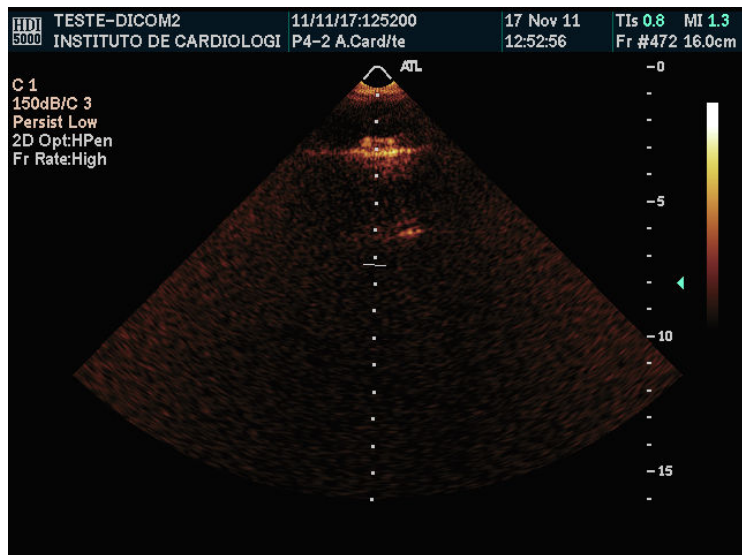 HDI 5000
TESTE-DICOM2 11/11/17:125200 17 Nov 11 TIs 0.8 MI 1.3
INSTITUTO DE CARDIOLOGI P4-2 A.Card/te 12:52:56 Fr #472 16.0cm
ATL
C 1
150dB/C 3
Persist Low
2D Opt:HPen
Fr Rate:High
0
5
10
15